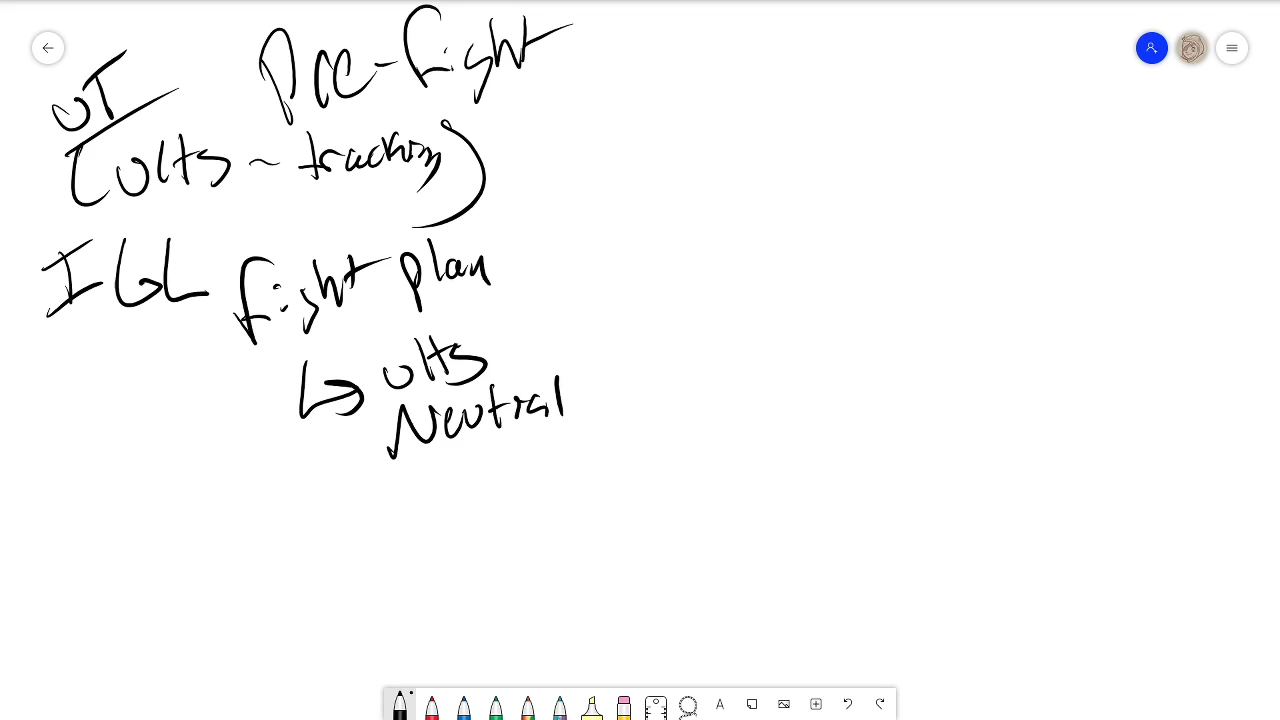 Pre-fight
UT
(ults ~ tracking)
IGL fight plan
↳ ults
Neutral